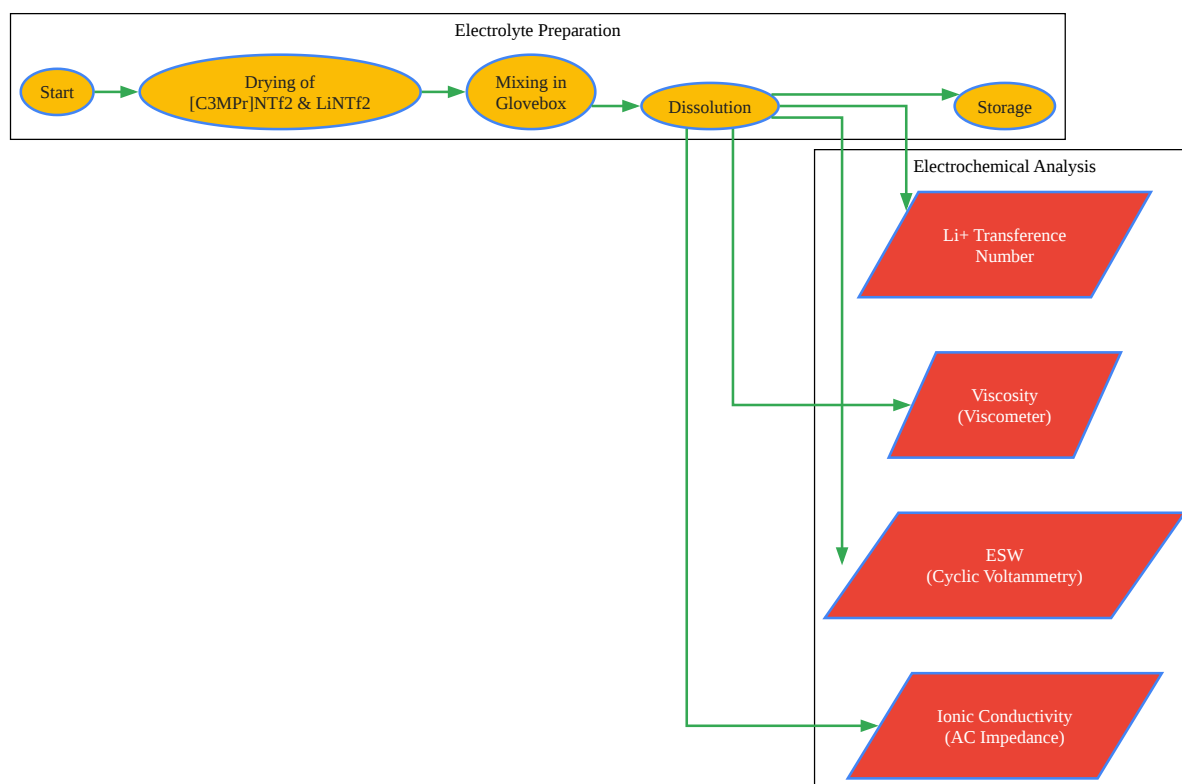 Electrolyte Preparation
Start
Drying of
[C3MPr]NTf2 & LiNTf2
Mixing in
Glovebox
Dissolution
Storage
Electrochemical Analysis
Li+ Transference
Number
Viscosity
(Viscometer)
ESW
(Cyclic Voltammetry)
Ionic Conductivity
(AC Impedance)